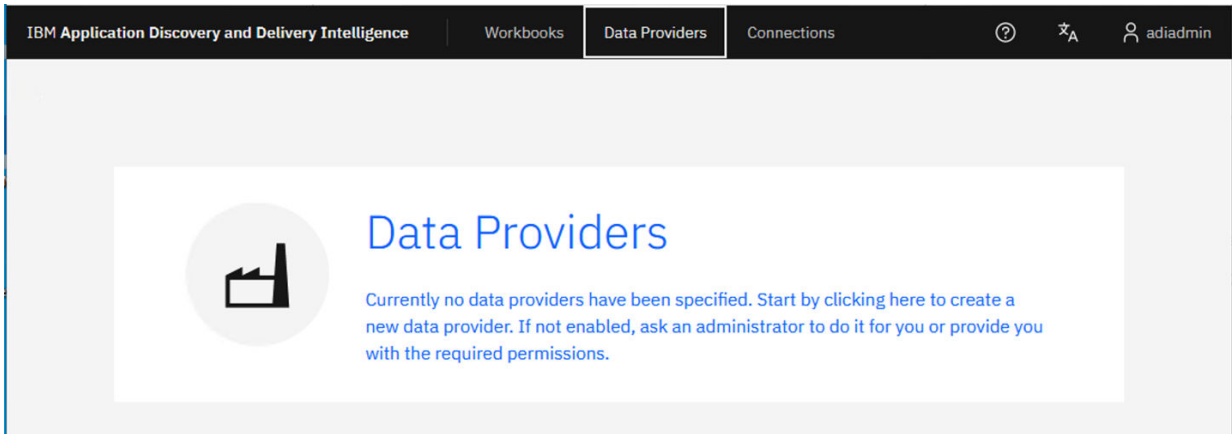 IBM Application Discovery and Delivery Intelligence Workbooks Data Providers Connections adiadmin
Data Providers
Currently no data providers have been specified. Start by clicking here to create a
new data provider. If not enabled, ask an administrator to do it for you or provide you
with the required permissions.